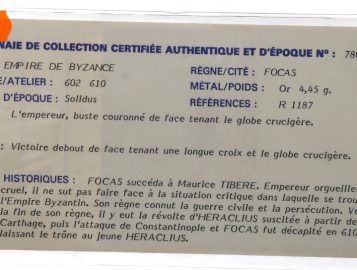 NAIE DE COLLECTION CERTIFIÉE AUTHENTIQUE ET D'ÉPOQUE N° : 786
EMPIRE DE BYZANCE RÈGNE/CITÉ : FOCAS
E/ATELIER : 602 610 MÉTAL/POIDS : Or 4,45 g.
D'ÉPOQUE : Solidus RÉFÉRENCES : R 1187
L'empereur, buste couronné de face tenant le globe crucigère.
: Victoire debout de face tenant une longue croix et le globe crucigère.
HISTORIQUES : FOCAS succéda à Maurice TIBERE. Empereur orgueille
cruel, il ne sut pas faire face à la situation critique dans laquelle se trou
l'Empire Byzantin. Son règne connut la guerre civile et la persécution. Ve
la fin de son règne, il y eut la révolte d'HERACLIUS suscitée à partir de
Carthage, puis l'attaque de Constantinople et FOCAS fut décapité en 610
laissant le trône au jeune HERACLIUS.